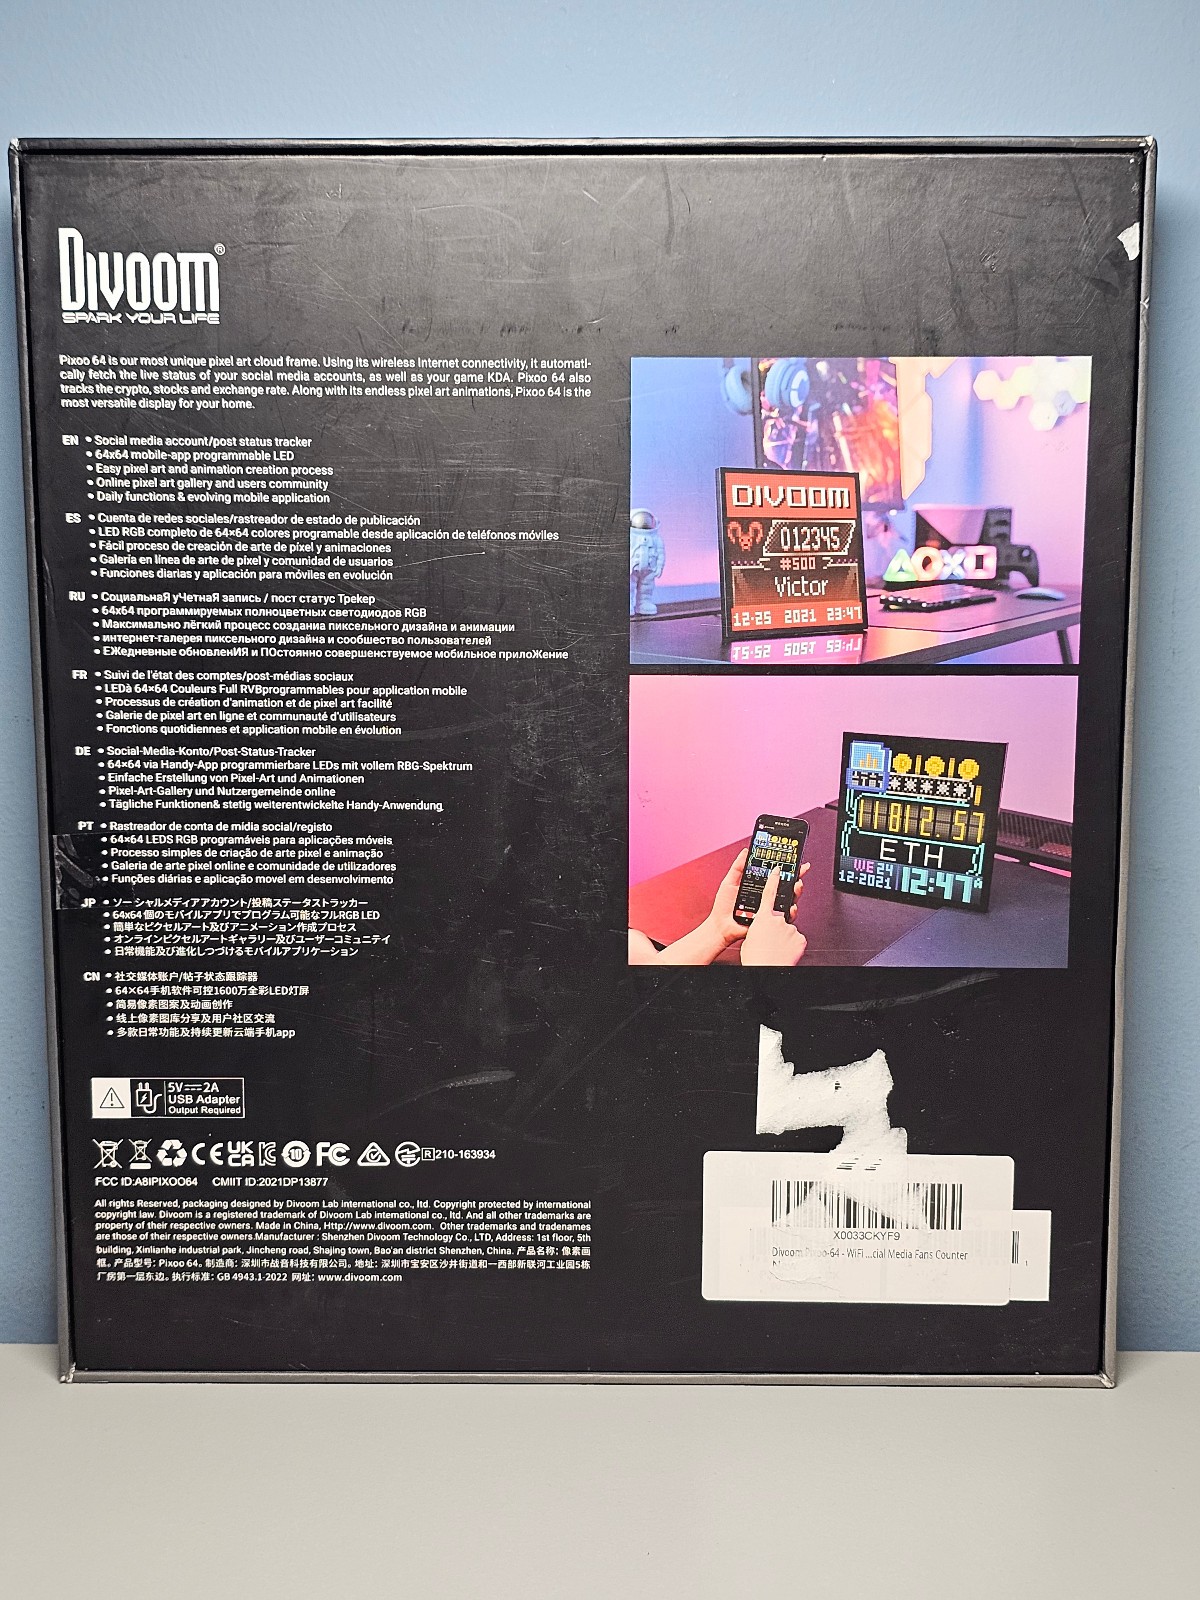 DIVOOM®
SPARK YOUR LIFE
Pixoo 64 is our most unique pixel art cloud frame. Using its wireless Internet connectivity, it automati-
cally fetch the live status of your social media accounts, as well as your game KDA. Pixoo 64 also
tracks the crypto, stocks and exchange rate. Along with its endless pixel art animations, Pixoo 64 is the
most versatile display for your home.
EN • Social media account/post status tracker
• 64x64 mobile-app programmable LED
• Easy pixel art and animation creation process
• Online pixel art gallery and users community
• Daily functions & evolving mobile application
ES • Cuenta de redes sociales/rastreador de estado de publicación
• LED RGB completo de 64×64 colores programable desde aplicación de teléfonos móviles
• Fácil proceso de creación de arte de píxel y animaciones
• Galería en línea de arte de píxel y comunidad de usuarios
• Funciones diarias y aplicación para móviles en evolución
RU • СоциальнаЯ уЧетнаЯ запись / пост статус Трекер
• 64x64 программируемых полноцветных светодиодов RGB
• Максимально лёгкий процесс созданиа пиксельного дизайна и анимации
• интернет-галерея пиксельного дизайна и сообшество пользователей
• ЕЖедневные обновленИЯ и ПОстоянно совершенствуемое мобильное прилоЖение
FR • Suivi de l'état des comptes/post-médias sociaux
• LEDà 64×64 Couleurs Full RVBprogrammables pour application mobile
• Processus de création d'animation et de pixel art facilité
• Galerie de pixel art en ligne et communauté d'utilisateurs
• Fonctions quotidiennes et application mobile en évolution
DE • Social-Media-Konto/Post-Status-Tracker
• 64×64 via Handy-App programmierbare LEDs mit vollem RBG-Spektrum
• Einfache Erstellung von Pixel-Art und Animationen
• Pixel-Art-Gallery und Nutzergemeinde online
• Tägliche Funktionen& stetig weiterentwickelte Handy-Anwendung
PT • Rastreador de conta de mídia social/registo
• 64×64 LEDS RGB programáveis para aplicações móveis
• Processo simples de criação de arte pixel e animação
• Galeria de arte pixel online e comunidade de utilizadores
• Funções diárias e aplicação movel em desenvolvimento
JP • ソーシャルメディアアカウント/投稿ステータストラッカー
• 64x64 個のモバイルアプリでプログラム可能なフルRGB LED
• 簡単なピクセルアート及びアニメーション作成プロセス
• オンラインピクセルアートギャラリー及びユーザーコミュニテイ
• 日常機能及び進化しつづけるモバイルアプリケーション
CN • 社交媒体账户/帖子状态跟踪器
• 64×64手机软件可控1600万全彩LED灯屏
• 简易像素图案及动画创作
• 线上像素图库分享及用户社区交流
• 多款日常功能及持续更新云端手机app
5V⎓2A
USB Adapter
Output Required
CE UK CA FC R 210-163934
10
FCC ID:A8IPIXOO64 CMIIT ID:2021DP13877
All rights Reserved, packaging designed by Divoom Lab international co., ltd. Copyright protected by international
copyright law. Divoom is a registered trademark of Divoom Lab international co., ltd. And all other trademarks are
property of their respective owners. Made in China, Http://www.divoom.com. Other trademarks and tradenames
are those of their respective owners.Manufacturer : Shenzhen Divoom Technology Co., LTD, Address: 1st floor, 5th
building, Xinlianhe industrial park, Jincheng road, Shajing town, Bao'an district Shenzhen, China. 产品名称: 像素画
框。产品型号: Pixoo 64。制造商: 深圳市战音科技有限公司。地址: 深圳市宝安区沙井街道和一西部新联河工业园5栋
厂房第一层东边。执行标准: GB 4943.1-2022 网址: www.divoom.com
DIVOOM
012345
#500
Victor
12-25 2021 23:47
11812.57
ETH
WE 24
12-2021 12:47
X0033CKYF9
Divoom Pixoo-64 - WiFi ...cial Media Fans Counter